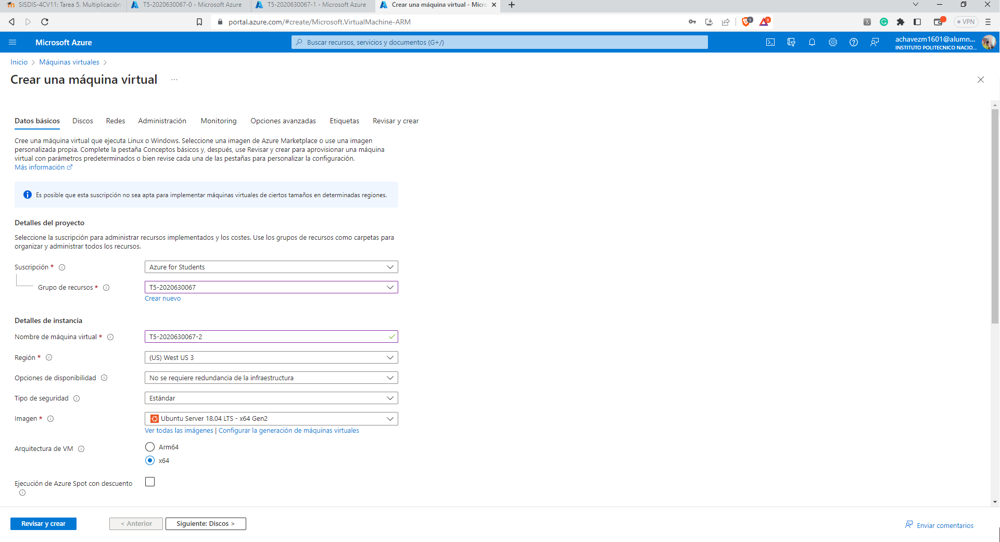 SISDIS-4CV11: Tarea 5. Multiplicación
T5-2020630067-0 - Microsoft Azure
T5-2020630067-1 - Microsoft Azure
Crear una máquina virtual - Micro
portal.azure.com/#create/Microsoft.VirtualMachine-ARM
1
3
VPN
Microsoft Azure
Buscar recursos, servicios y documentos (G+/)
achavezm1601@alumn...
INSTITUTO POLITECNICO NACIO...
Inicio > Máquinas virtuales >
Crear una máquina virtual ...
Datos básicos
Discos
Redes
Administración
Monitoring
Opciones avanzadas
Etiquetas
Revisar y crear
Cree una máquina virtual que ejecuta Linux o Windows. Seleccione una imagen de Azure Marketplace o use una imagen
personalizada propia. Complete la pestaña Conceptos básicos y, después, use Revisar y crear para aprovisionar una máquina
virtual con parámetros predeterminados o bien revise cada una de las pestañas para personalizar la configuración.
Más información
Es posible que esta suscripción no sea apta para implementar máquinas virtuales de ciertos tamaños en determinadas regiones.
Detalles del proyecto
Seleccione la suscripción para administrar recursos implementados y los costes. Use los grupos de recursos como carpetas para
organizar y administrar todos los recursos.
Suscripción *
Azure for Students
Grupo de recursos *
T5-2020630067
Crear nuevo
Detalles de instancia
Nombre de máquina virtual *
T5-2020630067-2
Región *
(US) West US 3
Opciones de disponibilidad
No se requiere redundancia de la infraestructura
Tipo de seguridad
Estándar
Imagen *
Ubuntu Server 18.04 LTS - x64 Gen2
Ver todas las imágenes | Configurar la generación de máquinas virtuales
Arquitectura de VM
Arm64
x64
Ejecución de Azure Spot con descuento
Revisar y crear
< Anterior
Siguiente: Discos >
Enviar comentarios